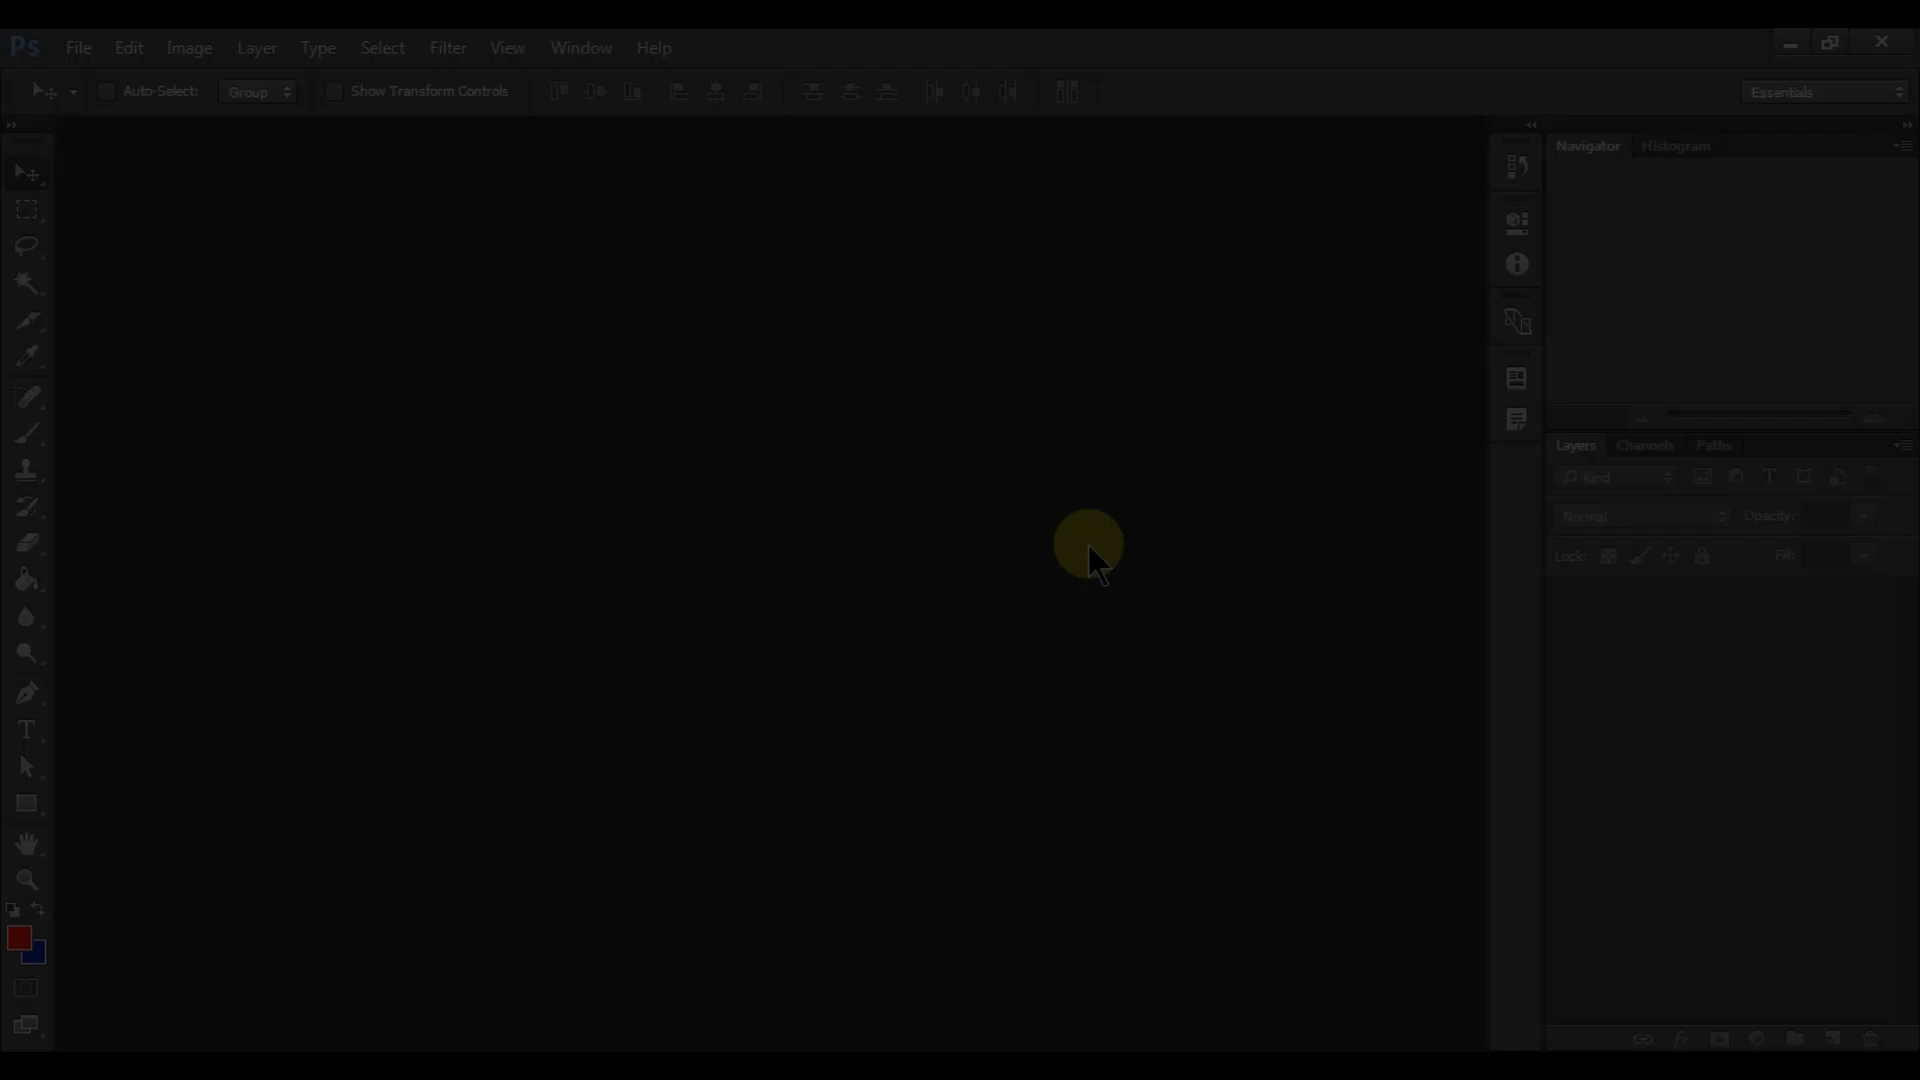 Ps File Edit Image Layer Type Select Filter View Window Help
Auto-Select: Group Show Transform Controls Essentials
Navigator Histogram
Layers Channels Paths
Kind
Normal Opacity:
Lock: Fill: